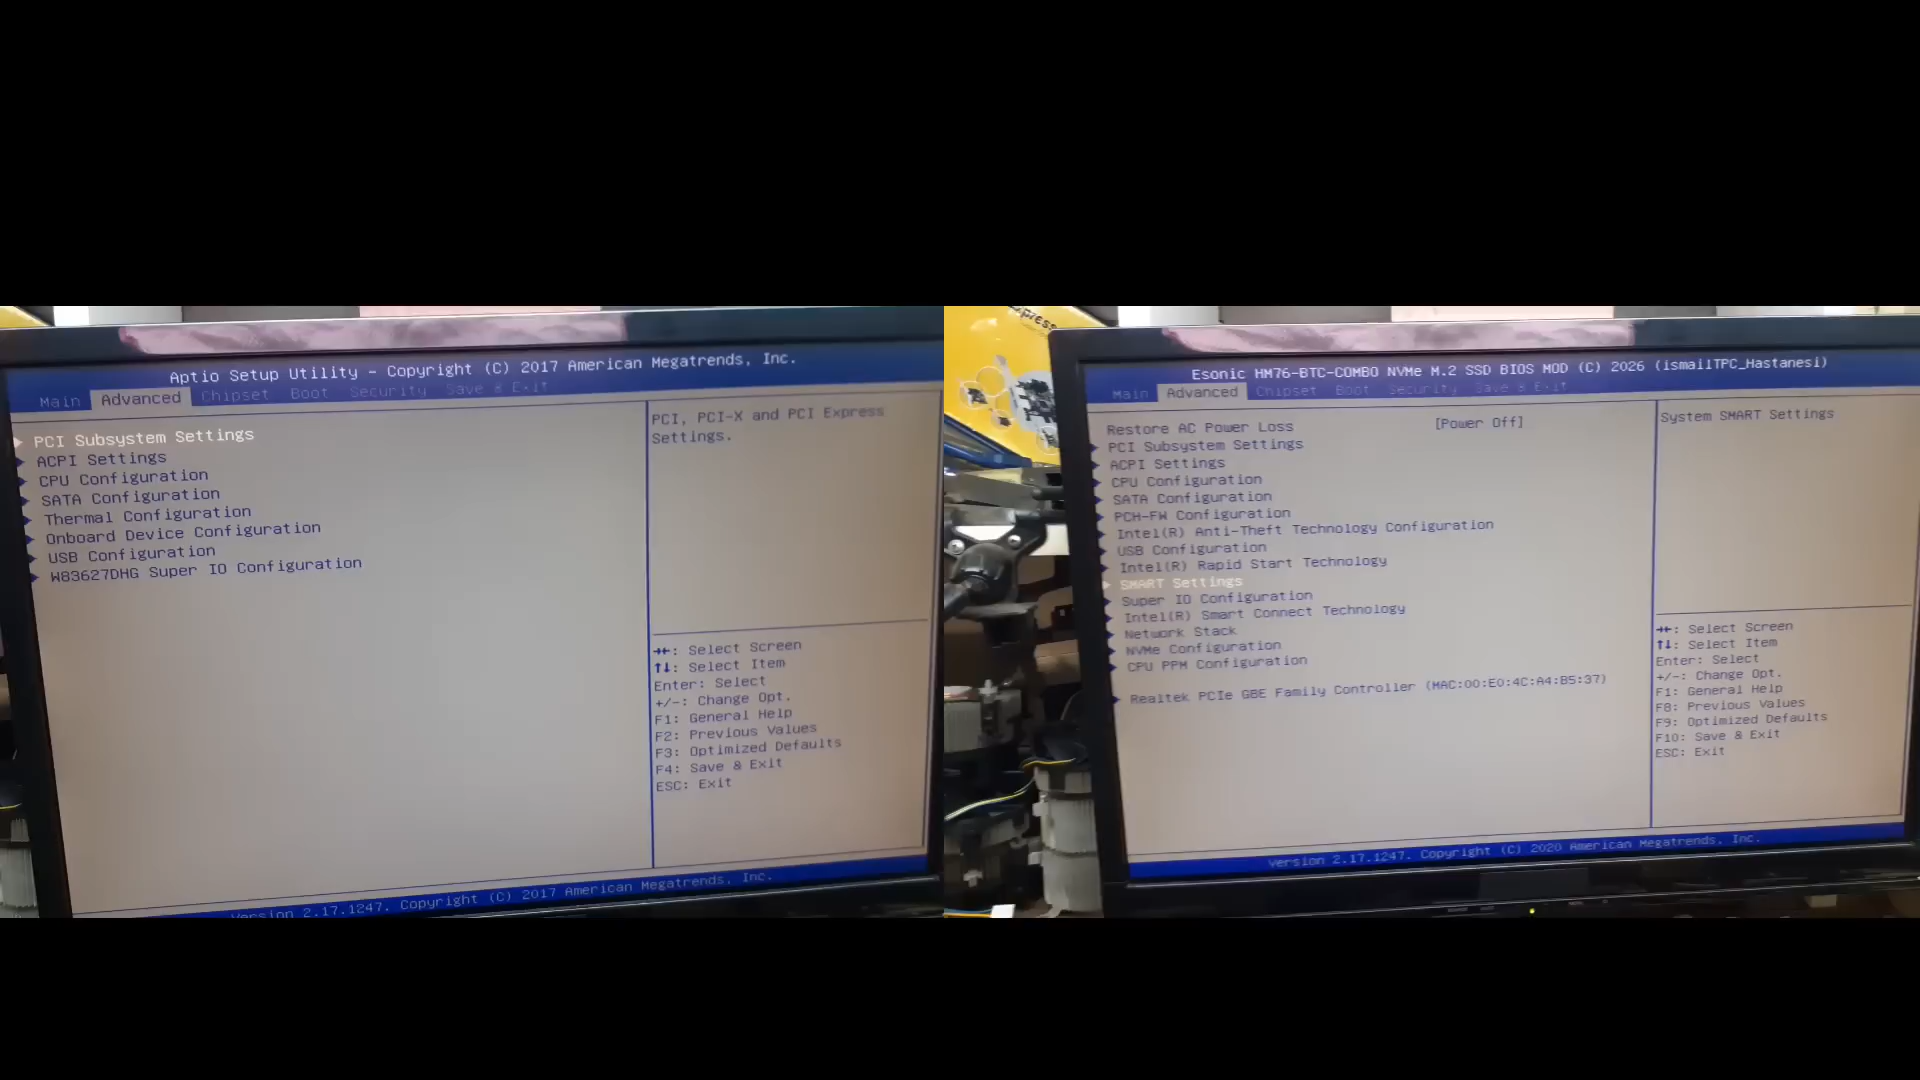 Aptio Setup Utility - Copyright (C) 2017 American Megatrends, Inc.
Main Advanced Chipset Boot Security Save & Exit
PCI Subsystem Settings
ACPI Settings
CPU Configuration
SATA Configuration
Thermal Configuration
Onboard Device Configuration
USB Configuration
W83627DHG Super IO Configuration
PCI, PCI-X and PCI Express
Settings.
→←: Select Screen
↑↓: Select Item
Enter: Select
+/-: Change Opt.
F1: General Help
F2: Previous Values
F3: Optimized Defaults
F4: Save & Exit
ESC: Exit
Version 2.17.1247. Copyright (C) 2017 American Megatrends, Inc.
press
Esonic HM76-BTC-COMBO NVMe M.2 SSD BIOS MOD (C) 2026 (ismailTPC_Hastanesi)
Main Advanced Chipset Boot Security Save & Exit
Restore AC Power Loss [Power Off]
PCI Subsystem Settings
ACPI Settings
CPU Configuration
SATA Configuration
PCH-FW Configuration
Intel(R) Anti-Theft Technology Configuration
USB Configuration
Intel(R) Rapid Start Technology
SMART Settings
Super IO Configuration
Intel(R) Smart Connect Technology
Network Stack
NVMe Configuration
CPU PPM Configuration
Realtek PCIe GBE Family Controller (MAC:00:E0:4C:A4:B5:37)
System SMART Settings
→←: Select Screen
↑↓: Select Item
Enter: Select
+/-: Change Opt.
F1: General Help
F8: Previous Values
F9: Optimized Defaults
F10: Save & Exit
ESC: Exit
Version 2.17.1247. Copyright (C) 2020 American Megatrends, Inc.